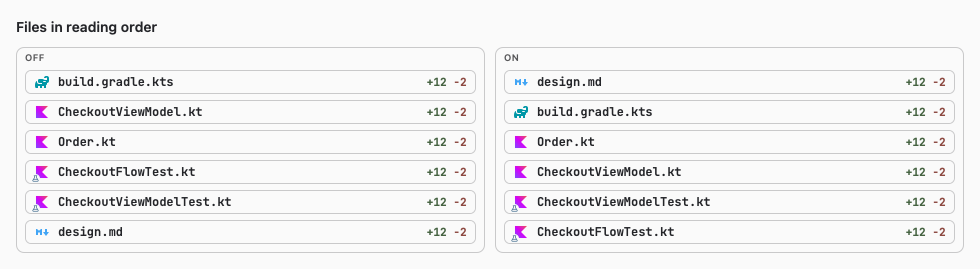 Files in reading order
OFF
build.gradle.kts +12 -2
CheckoutViewModel.kt +12 -2
Order.kt +12 -2
CheckoutFlowTest.kt +12 -2
CheckoutViewModelTest.kt +12 -2
M↓ design.md +12 -2
ON
M↓ design.md +12 -2
build.gradle.kts +12 -2
Order.kt +12 -2
CheckoutViewModel.kt +12 -2
CheckoutViewModelTest.kt +12 -2
CheckoutFlowTest.kt +12 -2